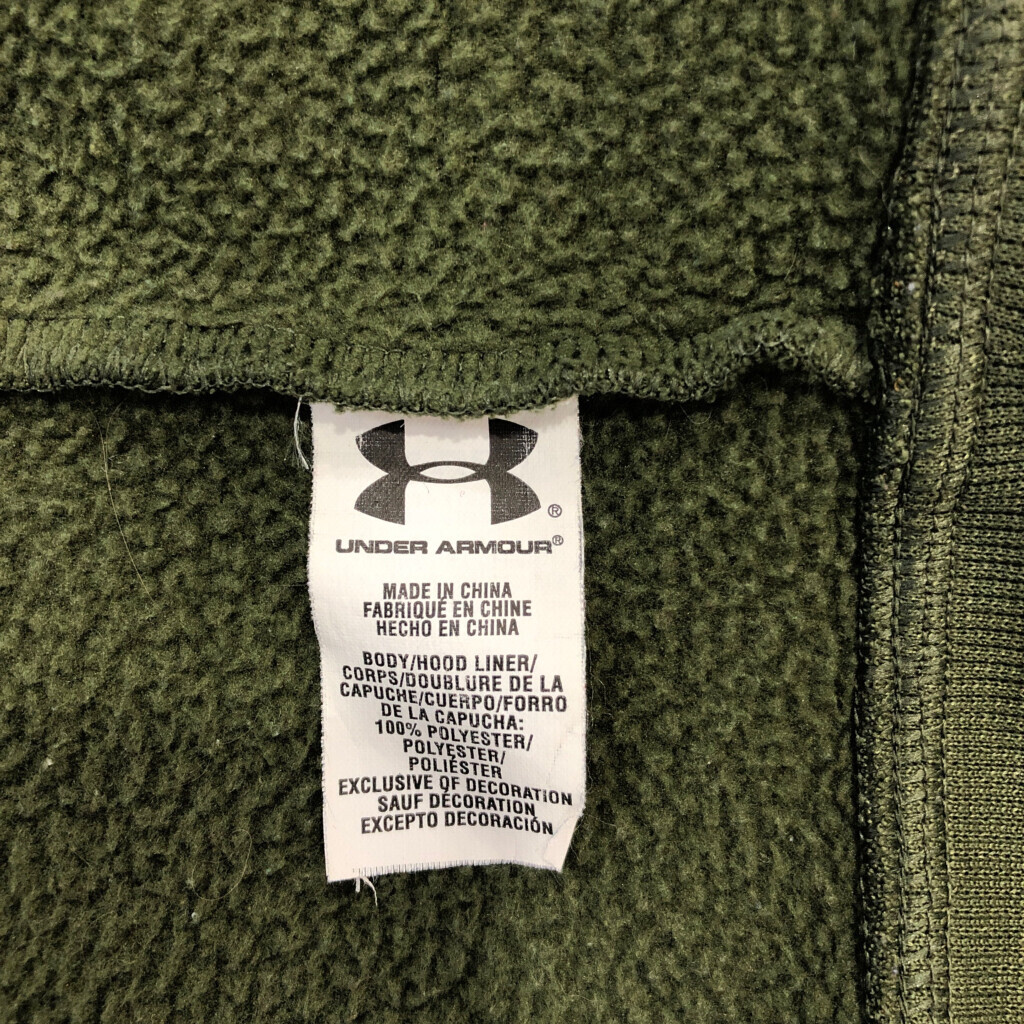 ®
UNDER ARMOUR®
MADE IN CHINA
FABRIQUÉ EN CHINE
HECHO EN CHINA
BODY/HOOD LINER/
CORPS/DOUBLURE DE LA
CAPUCHE/CUERPO/FORRO
DE LA CAPUCHA:
100% POLYESTER/
POLYESTER/
POLIÉSTER
EXCLUSIVE OF DECORATION
SAUF DÉCORATION
EXCEPTO DECORACIÓN